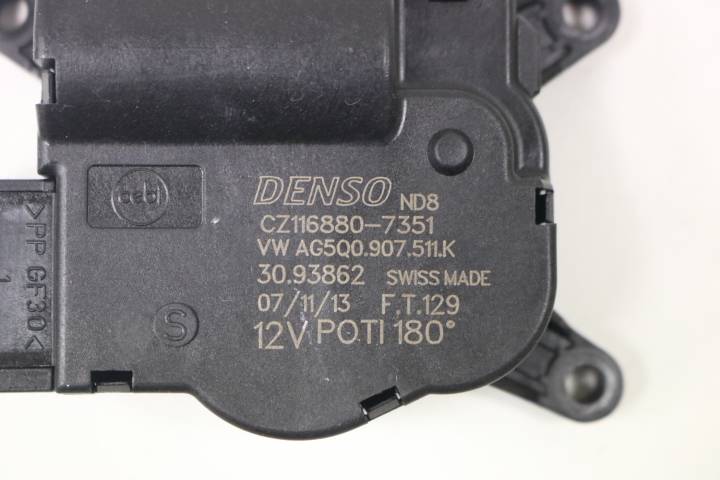 DENSO ND8
CZ116880-7351
VW AG5Q0.907.511.K
30.93862 SWISS MADE
07/11/13 F.T.129
12V POTI 180°
S
>PP GF30<
1